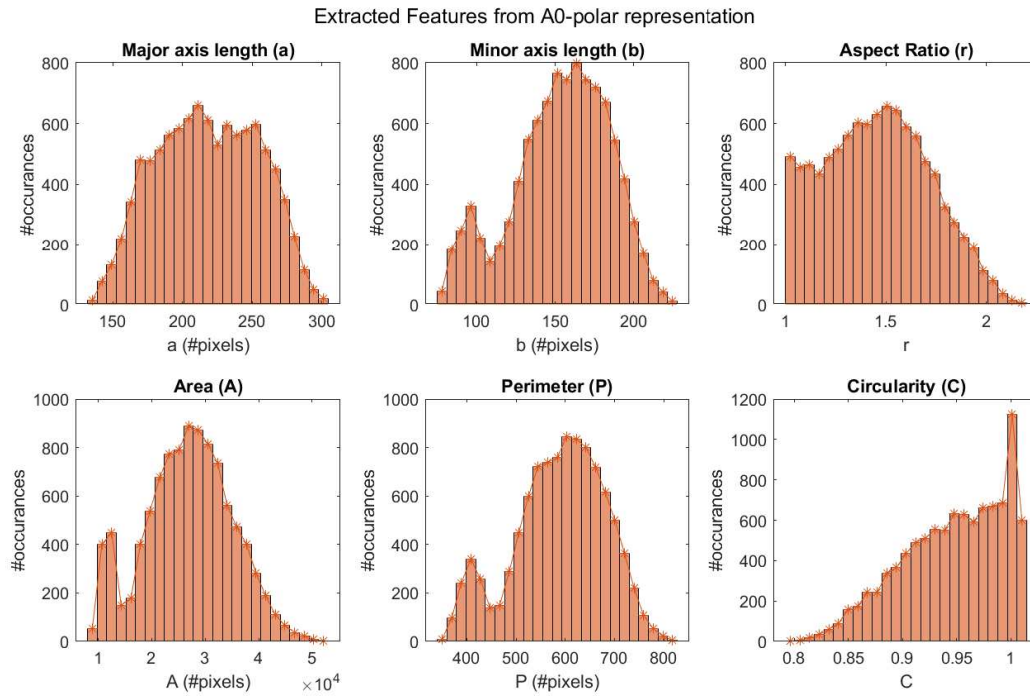 Extracted Features from A0-polar representation
Major axis length (a)
800
600
400
200
0
#occurances
150 200 250 300
a (#pixels)
Minor axis length (b)
800
600
400
200
0
#occurances
100 150 200
b (#pixels)
Aspect Ratio (r)
800
600
400
200
0
#occurances
1 1.5 2
r
Area (A)
1000
800
600
400
200
0
#occurances
1 2 3 4 5
A (#pixels) ×10^4
Perimeter (P)
1000
800
600
400
200
0
#occurances
400 500 600 700 800
P (#pixels)
Circularity (C)
1200
1000
800
600
400
200
0
#occurances
0.8 0.85 0.9 0.95 1
C